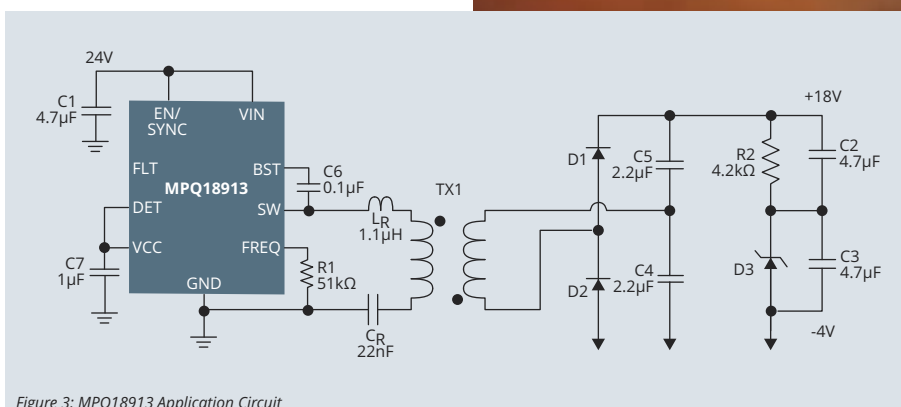 24V
C1
4.7µF
EN/
SYNC
VIN
FLT
BST
MPQ18913
DET
SW
VCC
FREQ
C7
1µF
GND
C6
0.1µF
LR
1.1µH
TX1
R1
51kΩ
CR
22nF
D1
C5
2.2µF
D2
C4
2.2µF
+18V
R2
4.2kΩ
C2
4.7µF
D3
C3
4.7µF
-4V
Figure 3: MPQ18913 Application Circuit